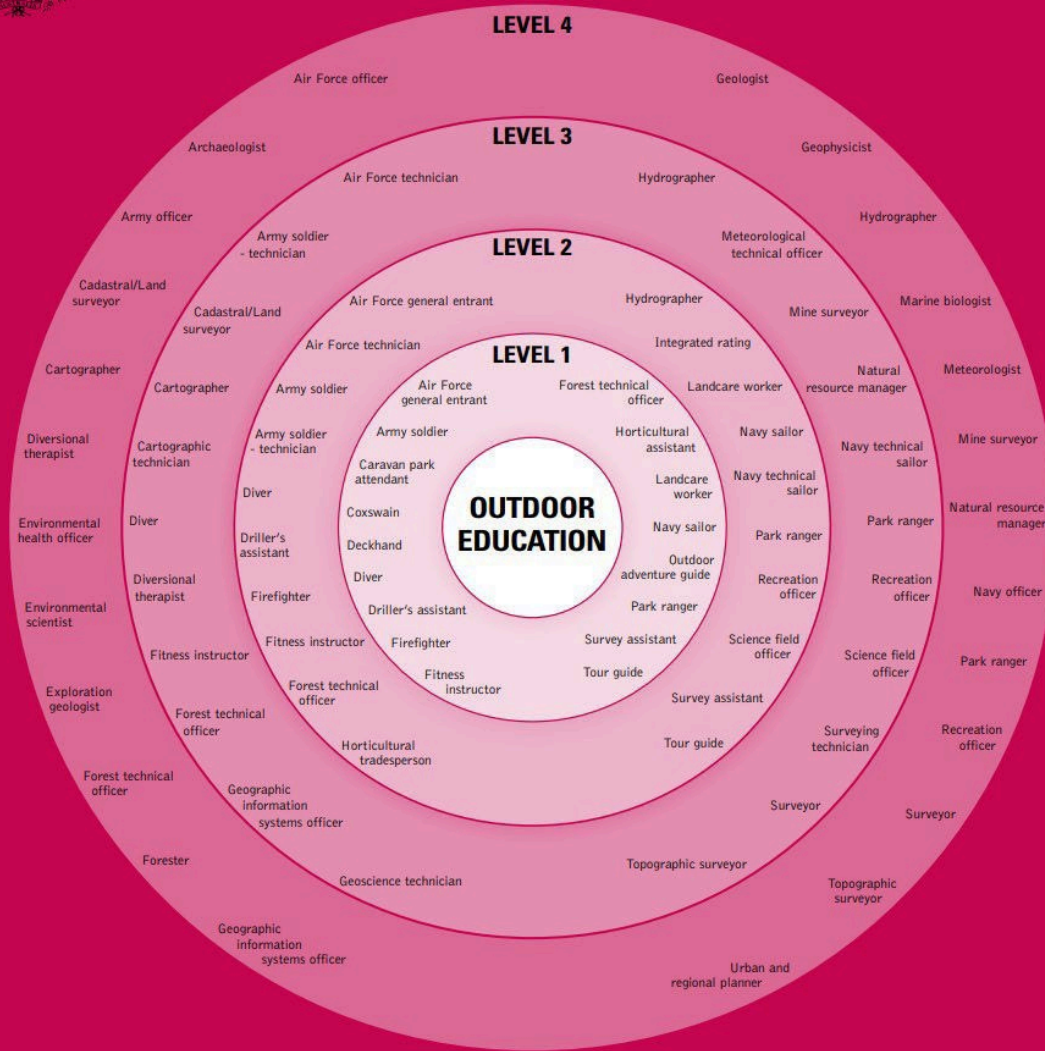 LEVEL 4
Air Force officer
Archaeologist
Army officer
Cadastral/Land
surveyor
Cartographer
Diversional
therapist
Environmental
health officer
Environmental
scientist
Exploration
geologist
Forest technical
officer
Forester
Geographic
information
systems officer
Geologist
Geophysicist
Hydrographer
Marine biologist
Meteorologist
Mine surveyor
Natural resource
manager
Navy officer
Park ranger
Recreation
officer
Surveyor
Topographic
surveyor
Urban and
regional planner
LEVEL 3
Air Force technician
Army soldier
- technician
Cadastral/Land
surveyor
Cartographer
Cartographic
technician
Diver
Diversional
therapist
Fitness instructor
Forest technical
officer
Geographic
information
systems officer
Geoscience technician
Hydrographer
Meteorological
technical officer
Mine surveyor
Natural
resource manager
Navy technical
sailor
Park ranger
Recreation
officer
Science field
officer
Surveying
technician
Surveyor
Topographic surveyor
LEVEL 2
Air Force general entrant
Air Force technician
Army soldier
Army soldier
- technician
Diver
Driller's
assistant
Firefighter
Fitness instructor
Forest technical
officer
Horticultural
tradesperson
Hydrographer
Integrated rating
Landcare worker
Navy sailor
Navy technical
sailor
Park ranger
Recreation
officer
Science field
officer
Survey assistant
Tour guide
LEVEL 1
Air Force
general entrant
Army soldier
Caravan park
attendant
Coxswain
Deckhand
Diver
Driller's assistant
Firefighter
Fitness
instructor
Forest technical
officer
Horticultural
assistant
Landcare
worker
Navy sailor
Outdoor
adventure guide
Park ranger
Survey assistant
Tour guide
OUTDOOR
EDUCATION